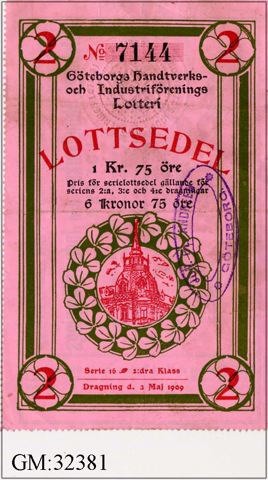 2 No 7144 2
Göteborgs Handtverks-
och Industriförenings
Lotteri
LOTTSEDEL
1 Kr. 75 öre
Pris för serielottsedel gällande för
seriens 2:a, 3:e och 4:e dragningar
6 Kronor 75 öre
GÖTEBORG.
Serie 16 2:dra Klass
2 Dragning d. 3 Maj 1909 2
GM:32381